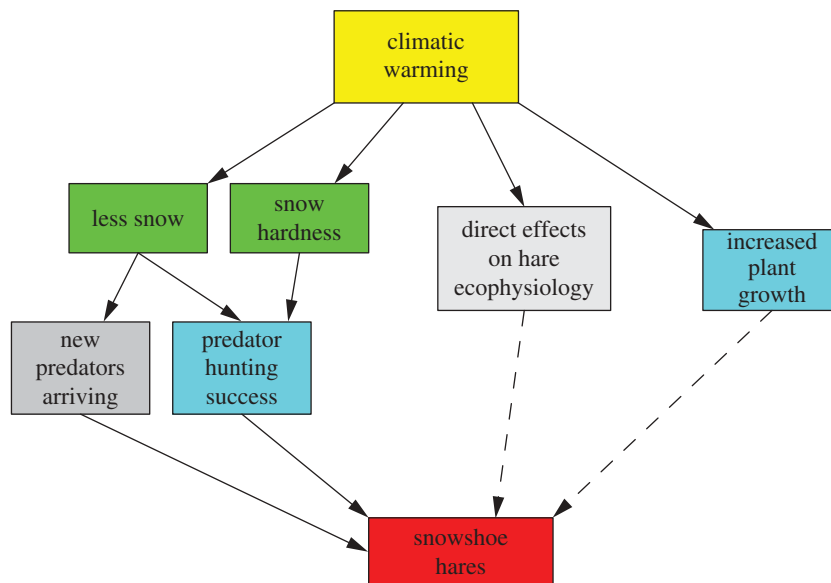 climatic
warming
less snow
snow
hardness
direct effects
on hare
ecophysiology
increased
plant
growth
new
predators
arriving
predator
hunting
success
snowshoe
hares